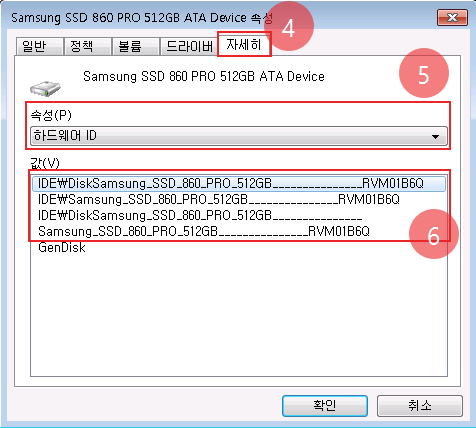 Samsung SSD 860 PRO 512GB ATA Device 속성
4
일반 정책 볼륨 드라이버 자세히
Samsung SSD 860 PRO 512GB ATA Device
5
속성(P)
하드웨어 ID
값(V)
IDE₩DiskSamsung_SSD_860_PRO_512GB_______________RVM01B6Q
IDE₩Samsung_SSD_860_PRO_512GB_______________RVM01B6Q
IDE₩DiskSamsung_SSD_860_PRO_512GB_______________
Samsung_SSD_860_PRO_512GB_______________RVM01B6Q
6
GenDisk
확인 취소